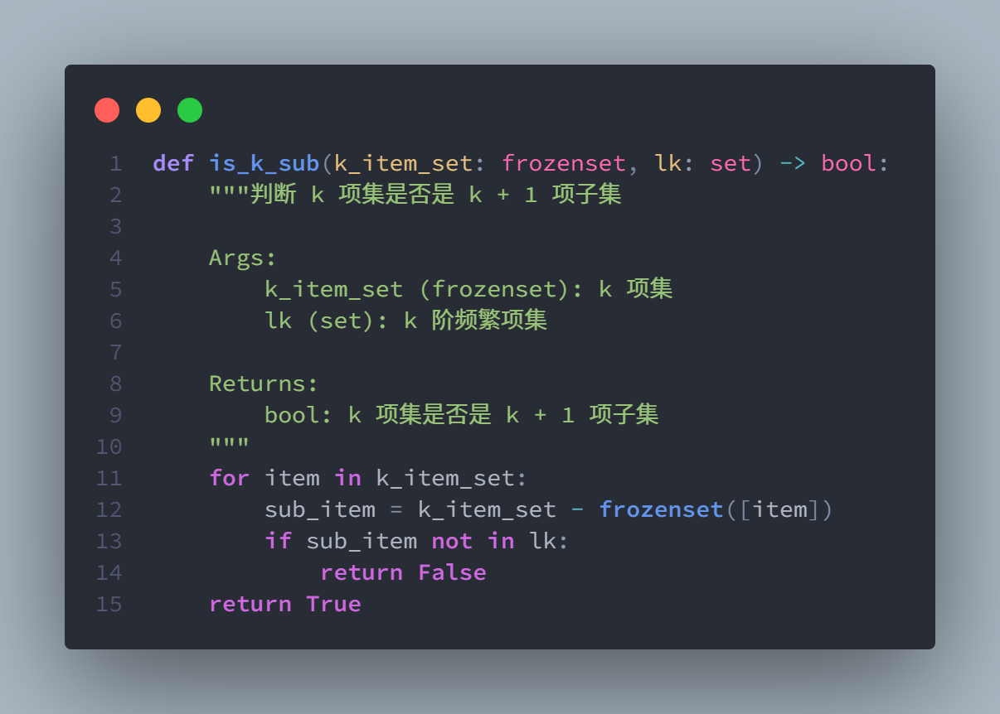 1 def is_k_sub(k_item_set: frozenset, lk: set) -> bool:
2     """判断 k 项集是否是 k + 1 项子集
3
4     Args:
5         k_item_set (frozenset): k 项集
6         lk (set): k 阶频繁项集
7
8     Returns:
9         bool: k 项集是否是 k + 1 项子集
10     """
11     for item in k_item_set:
12         sub_item = k_item_set - frozenset([item])
13         if sub_item not in lk:
14             return False
15     return True